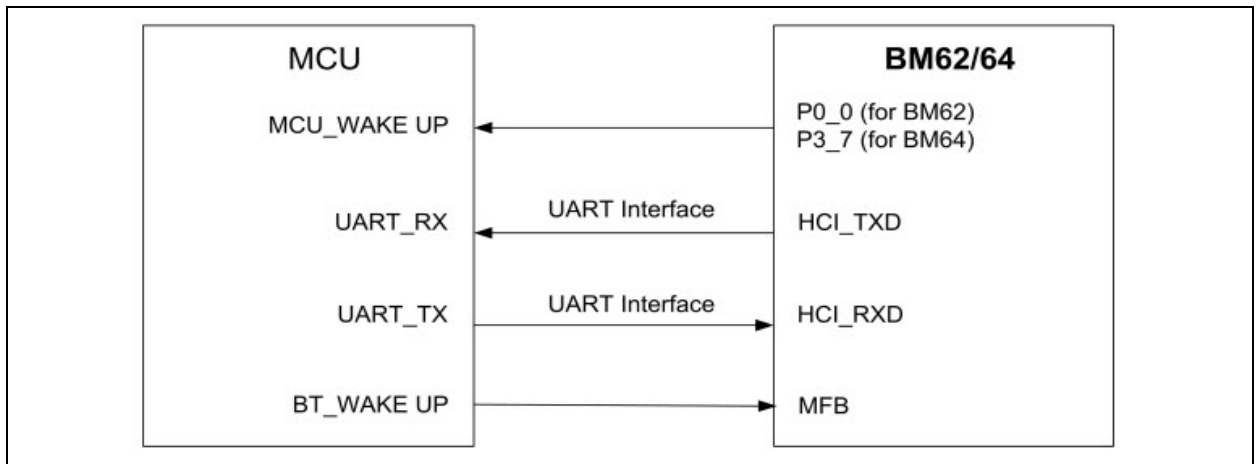 MCU
BM62/64
MCU_WAKE UP
P0_0 (for BM62)
P3_7 (for BM64)
UART_RX
UART Interface
HCI_TXD
UART_TX
UART Interface
HCI_RXD
BT_WAKE UP
MFB